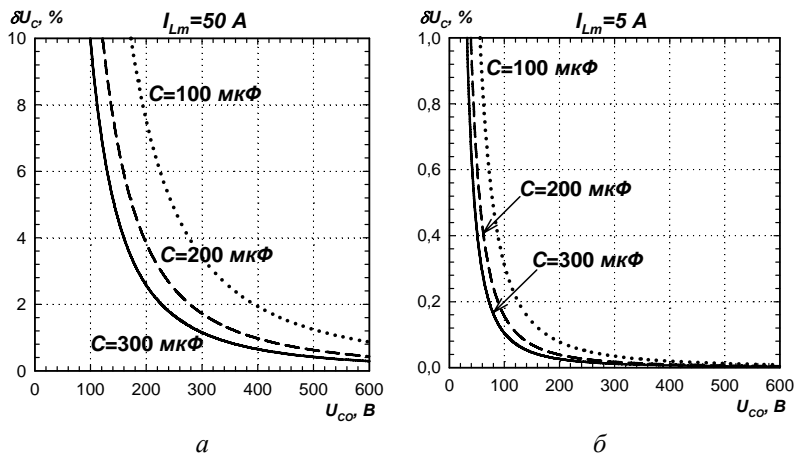 δU_C, %
I_Lm=50 A
10
8
6
4
2
0
C=100 мкФ
C=200 мкФ
C=300 мкФ
0 100 200 300 400 500 600
U_CO, В
а
δU_C, %
I_Lm=5 A
1,0
0,8
0,6
0,4
0,2
0,0
C=100 мкФ
C=200 мкФ
C=300 мкФ
0 100 200 300 400 500 600
U_CO, В
б